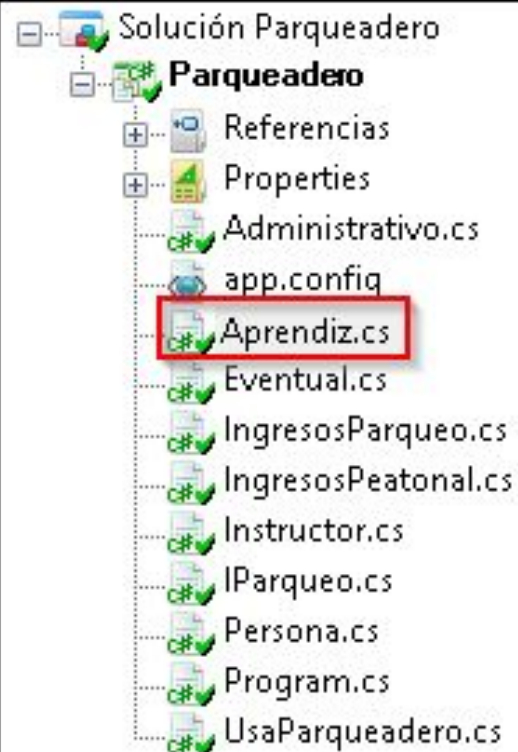 Solución Parqueadero
Parqueadero
Referencias
Properties
Administrativo.cs
app.config
Aprendiz.cs
Eventual.cs
IngresosParqueo.cs
IngresosPeatonal.cs
Instructor.cs
IParqueo.cs
Persona.cs
Program.cs
UsaParqueadero.cs